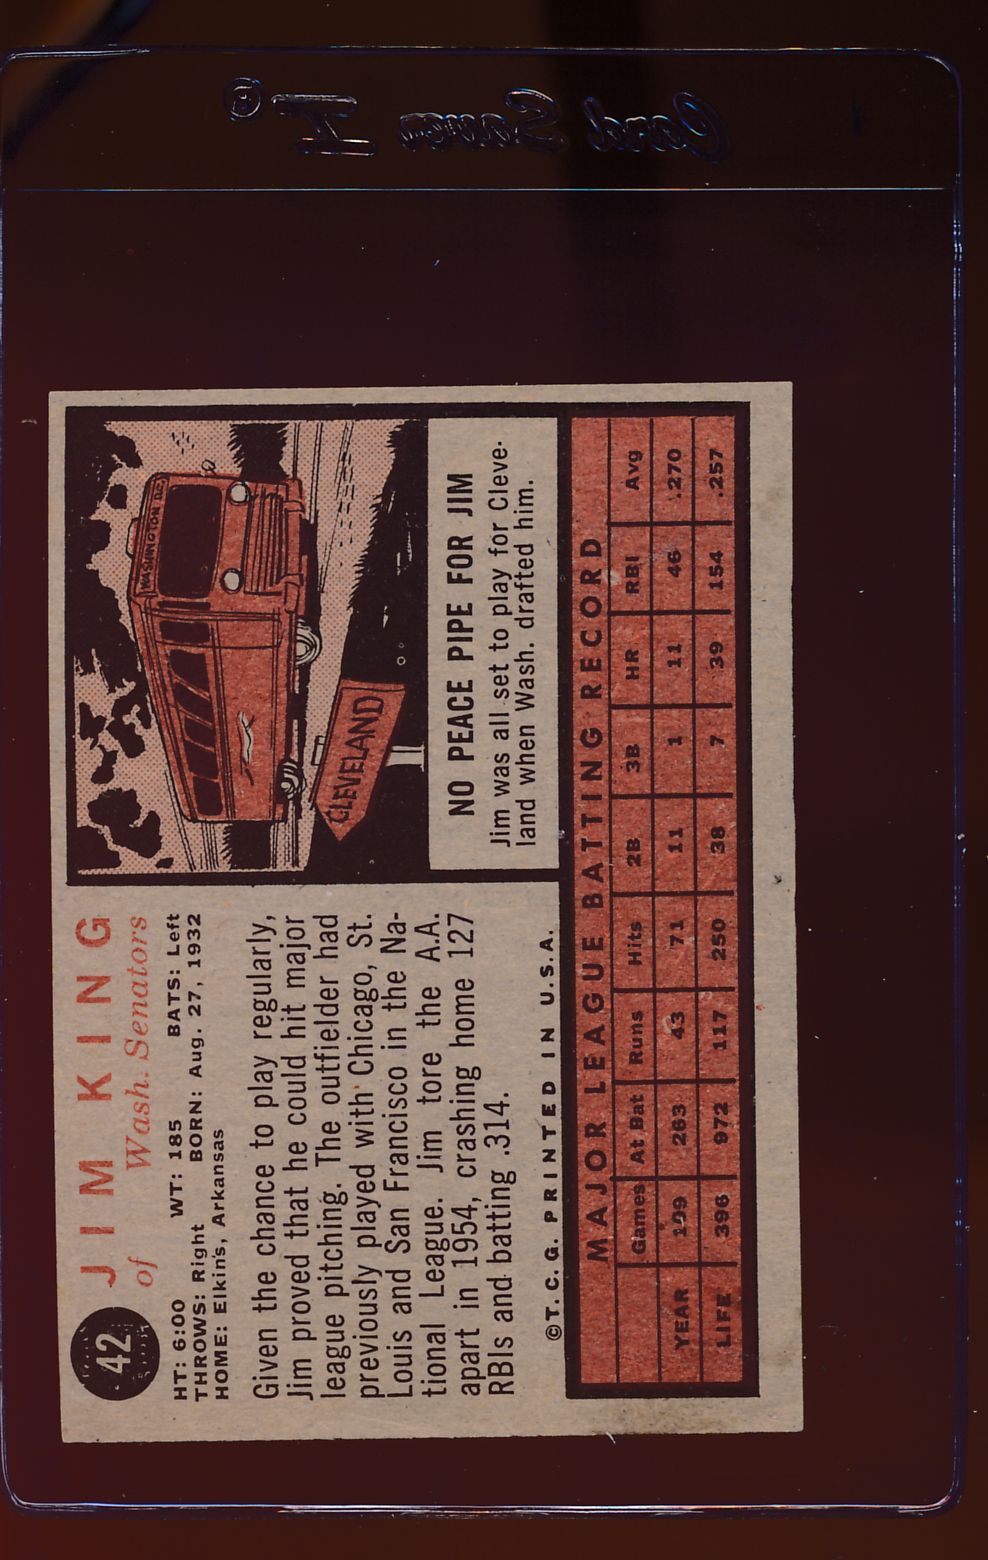 Card Saver I®
42
JIM KING
of Wash. Senators
HT: 6:00 WT: 185 BATS: Left
THROWS: Right BORN: Aug. 27, 1932
HOME: Elkin's, Arkansas
Given the chance to play regularly,
Jim proved that he could hit major
league pitching. The outfielder had
previously played with Chicago, St.
Louis and San Francisco in the Na-
tional League. Jim tore the A.A.
apart in 1954, crashing home 127
RBIs and batting .314.
©T. C. G. PRINTED IN U.S.A.
WASHINGTON D.C.
CLEVELAND
NO PEACE PIPE FOR JIM
Jim was all set to play for Cleve-
land when Wash. drafted him.
MAJOR LEAGUE BATTING RECORD
Games At Bat Runs Hits 2B 3B HR RBI Avg
YEAR 109 263 43 71 11 1 11 46 .270
LIFE 396 972 117 250 38 7 39 154 .257